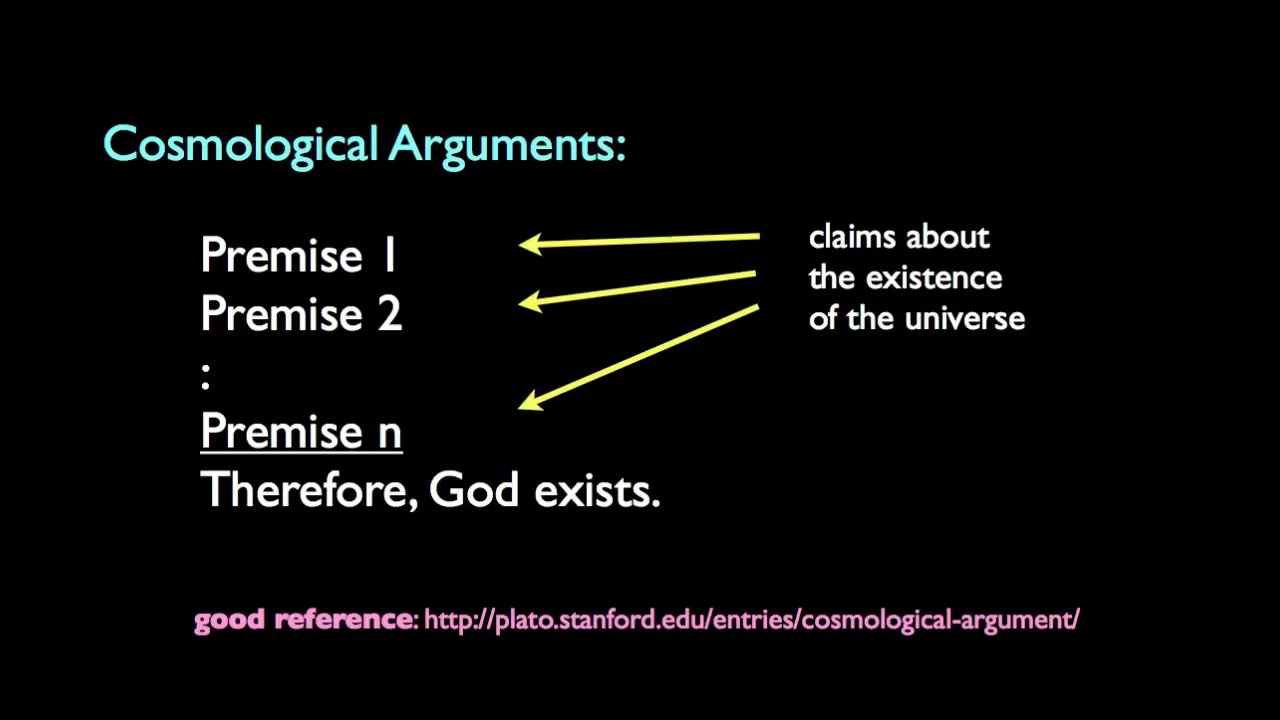 Cosmological Arguments:
Premise 1
Premise 2
:
Premise n
Therefore, God exists.
claims about
the existence
of the universe
good reference: http://plato.stanford.edu/entries/cosmological-argument/